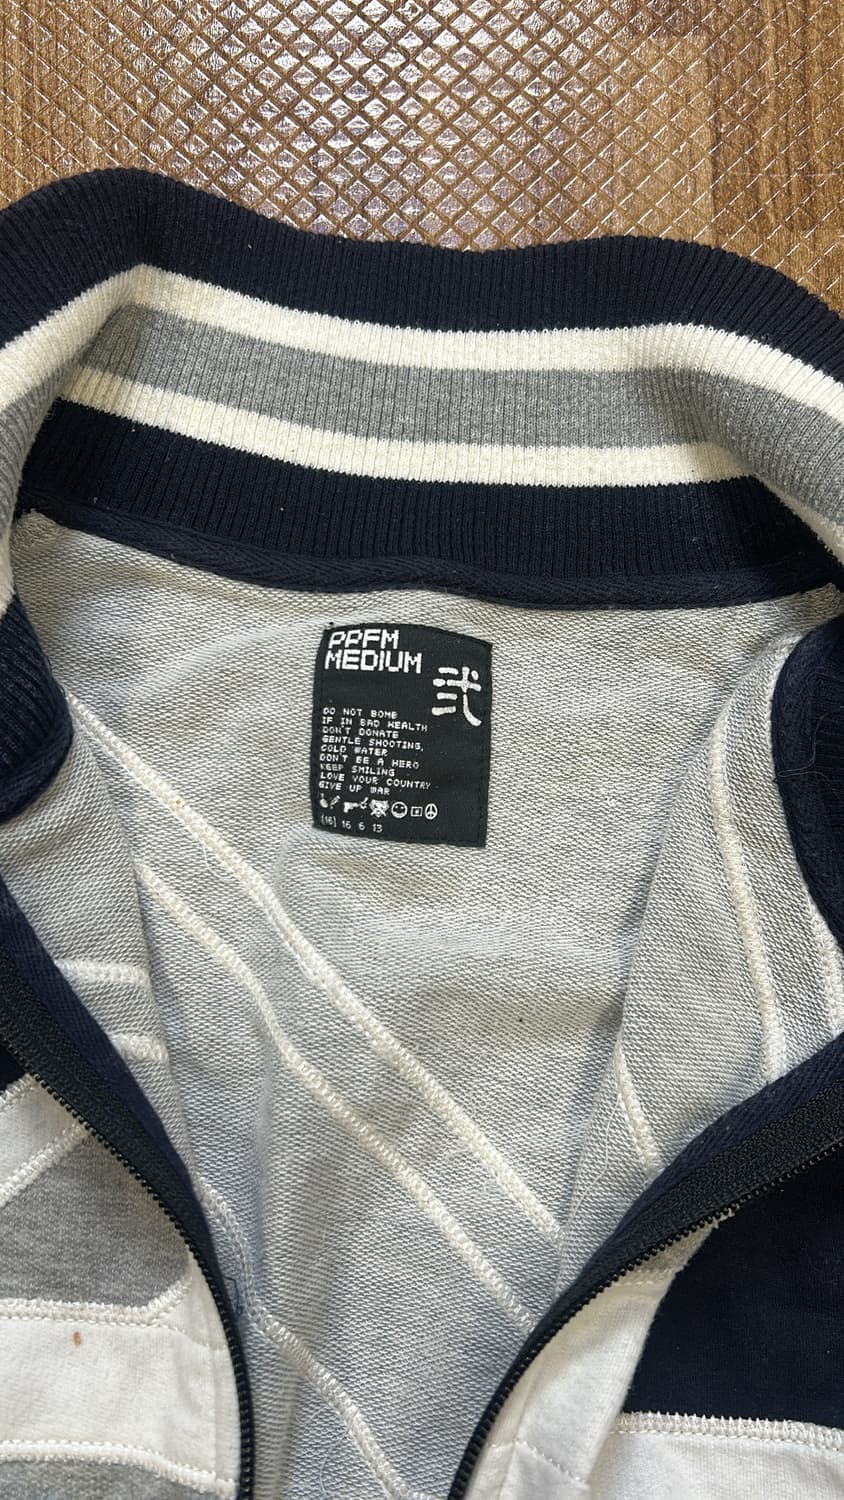 PPFM
MEDIUM
弐
DO NOT BOMB
IF IN BAD HEALTH
DON'T DONATE
GENTLE SHOOTING,
COLD WATER
DON'T BE A HERO
KEEP SMILING
LOVE YOUR COUNTRY
GIVE UP WAR
[16] 16 6 13